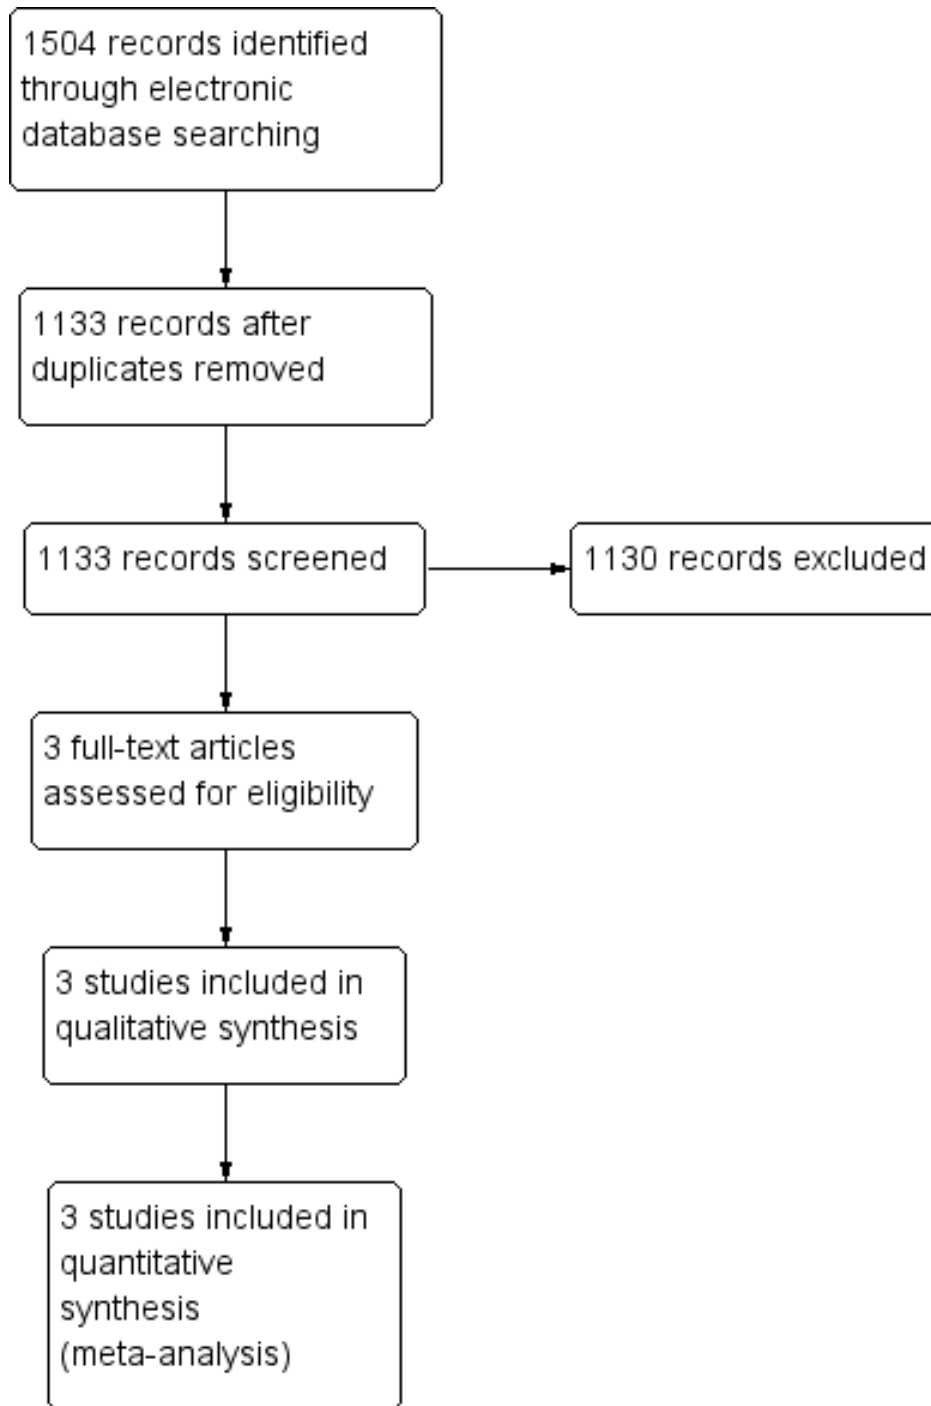 1504 records identified
through electronic
database searching
1133 records after
duplicates removed
1133 records screened
1130 records excluded
3 full-text articles
assessed for eligibility
3 studies included in
qualitative synthesis
3 studies included in
quantitative
synthesis
(meta-analysis)